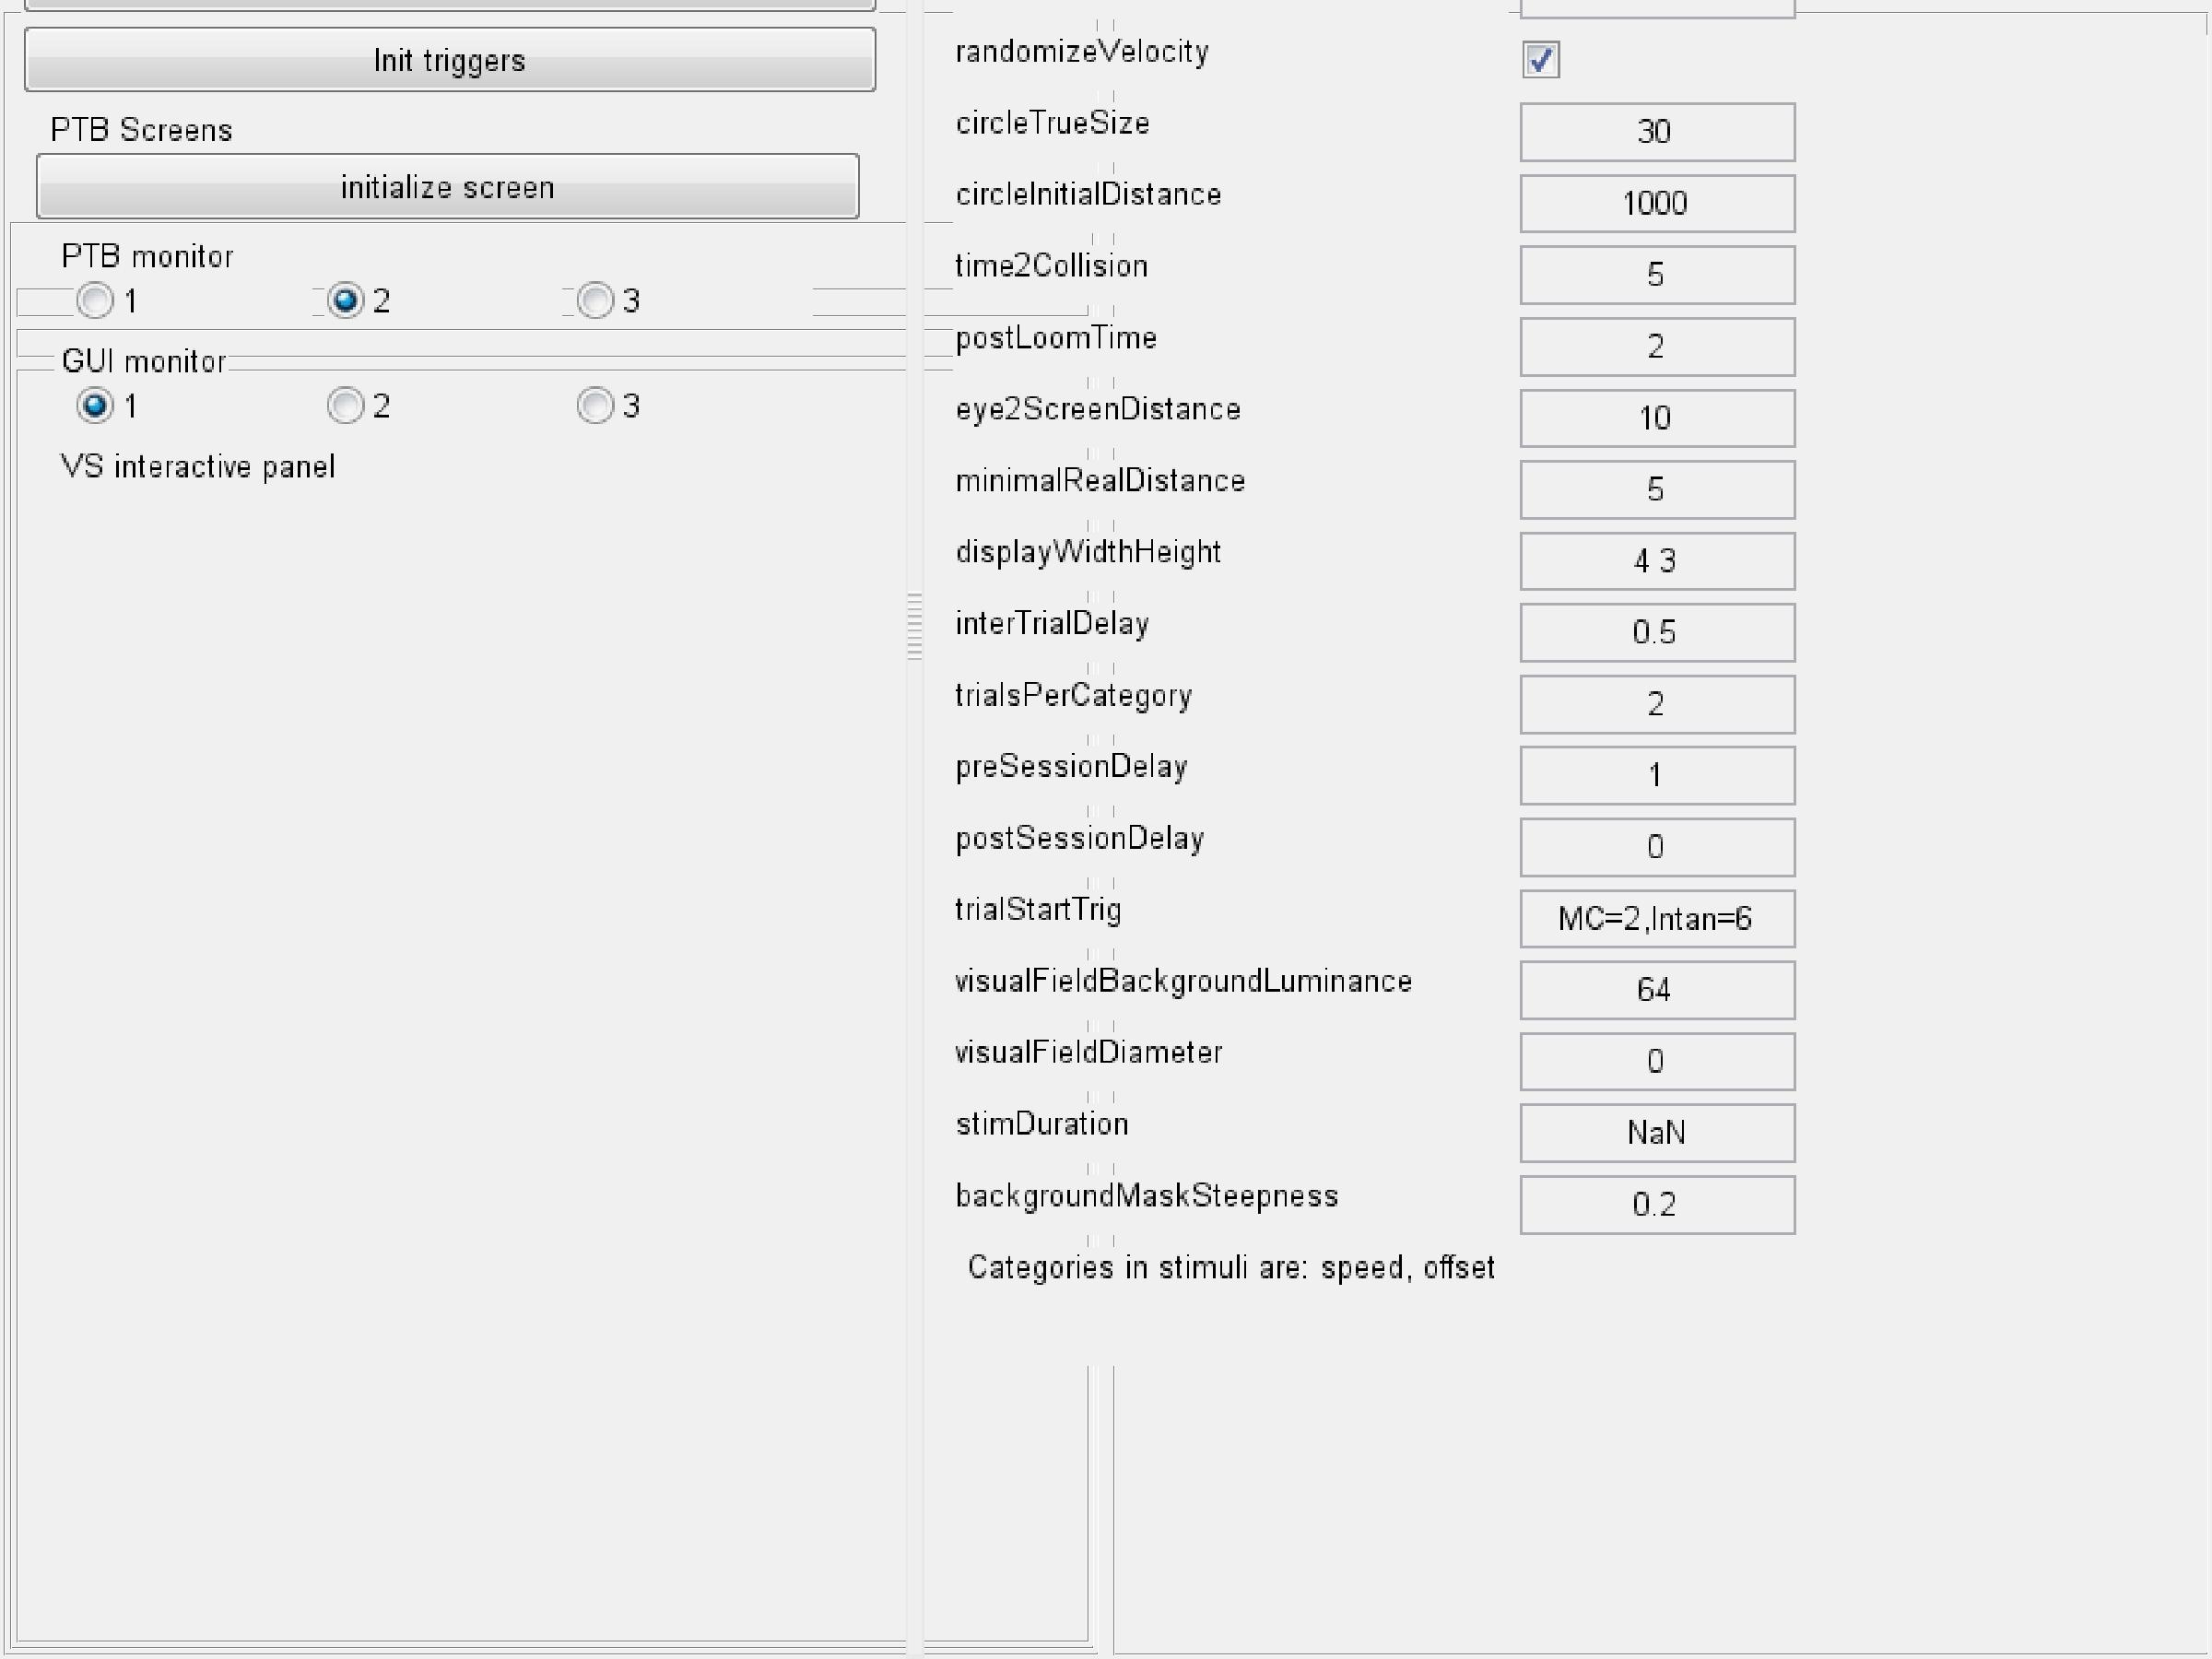 Init triggers
PTB Screens
initialize screen
PTB monitor
1 2 3
GUI monitor
1 2 3
VS interactive panel
randomizeVelocity
circleTrueSize 30
circleInitialDistance 1000
time2Collision 5
postLoomTime 2
eye2ScreenDistance 10
minimalRealDistance 5
displayWidthHeight 4 3
interTrialDelay 0.5
trialsPerCategory 2
preSessionDelay 1
postSessionDelay 0
trialStartTrig MC=2,Intan=6
visualFieldBackgroundLuminance 64
visualFieldDiameter 0
stimDuration NaN
backgroundMaskSteepness 0.2
Categories in stimuli are: speed, offset